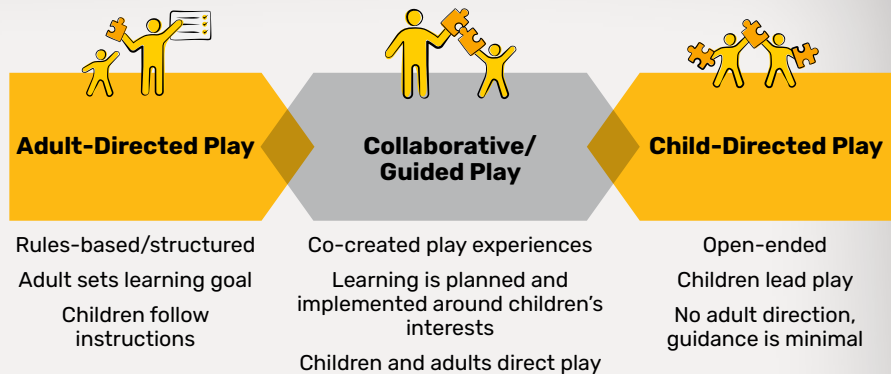 Adult-Directed Play
Rules-based/structured
Adult sets learning goal
Children follow
instructions
Collaborative/
Guided Play
Co-created play experiences
Learning is planned and
implemented around children’s
interests
Children and adults direct play
Child-Directed Play
Open-ended
Children lead play
No adult direction,
guidance is minimal